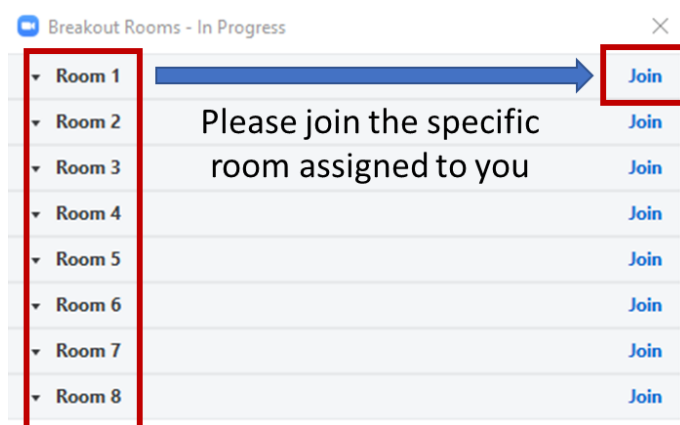 Breakout Rooms - In Progress
Room 1 Join
Room 2 Join
Please join the specific
room assigned to you
Room 3 Join
Room 4 Join
Room 5 Join
Room 6 Join
Room 7 Join
Room 8 Join